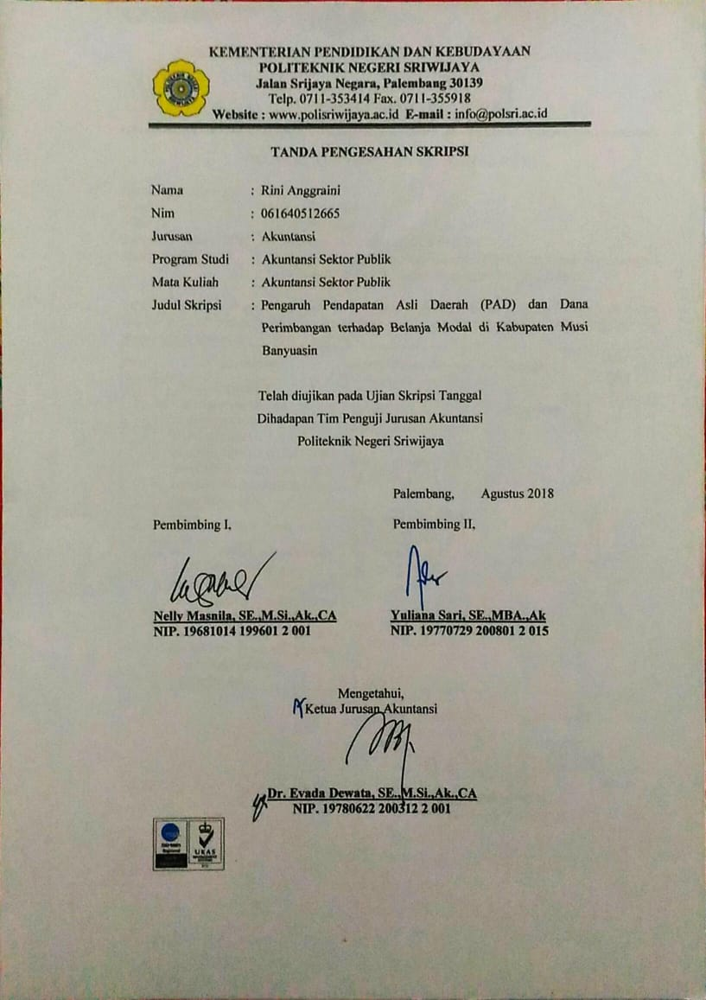 KEMENTERIAN PENDIDIKAN DAN KEBUDAYAAN
POLITEKNIK NEGERI SRIWIJAYA
Jalan Srijaya Negara, Palembang 30139
Telp. 0711-353414 Fax. 0711-355918
Website : www.polisriwijaya.ac.id E-mail : info@polsri.ac.id
TANDA PENGESAHAN SKRIPSI
Nama : Rini Anggraini
Nim : 061640512665
Jurusan : Akuntansi
Program Studi : Akuntansi Sektor Publik
Mata Kuliah : Akuntansi Sektor Publik
Judul Skripsi : Pengaruh Pendapatan Asli Daerah (PAD) dan Dana
Perimbangan terhadap Belanja Modal di Kabupaten Musi
Banyuasin
Telah diujikan pada Ujian Skripsi Tanggal
Dihadapan Tim Penguji Jurusan Akuntansi
Politeknik Negeri Sriwijaya
Palembang, Agustus 2018
Pembimbing I, Pembimbing II,
Nelly Masnila, SE.,M.Si.,Ak.,CA Yuliana Sari, SE.,MBA.,Ak
NIP. 19681014 199601 2 001 NIP. 19770729 200801 2 015
Mengetahui,
Ketua Jurusan Akuntansi
Dr. Evada Dewata, SE.,M.Si.,Ak.,CA
NIP. 19780622 200312 2 001
UKAS